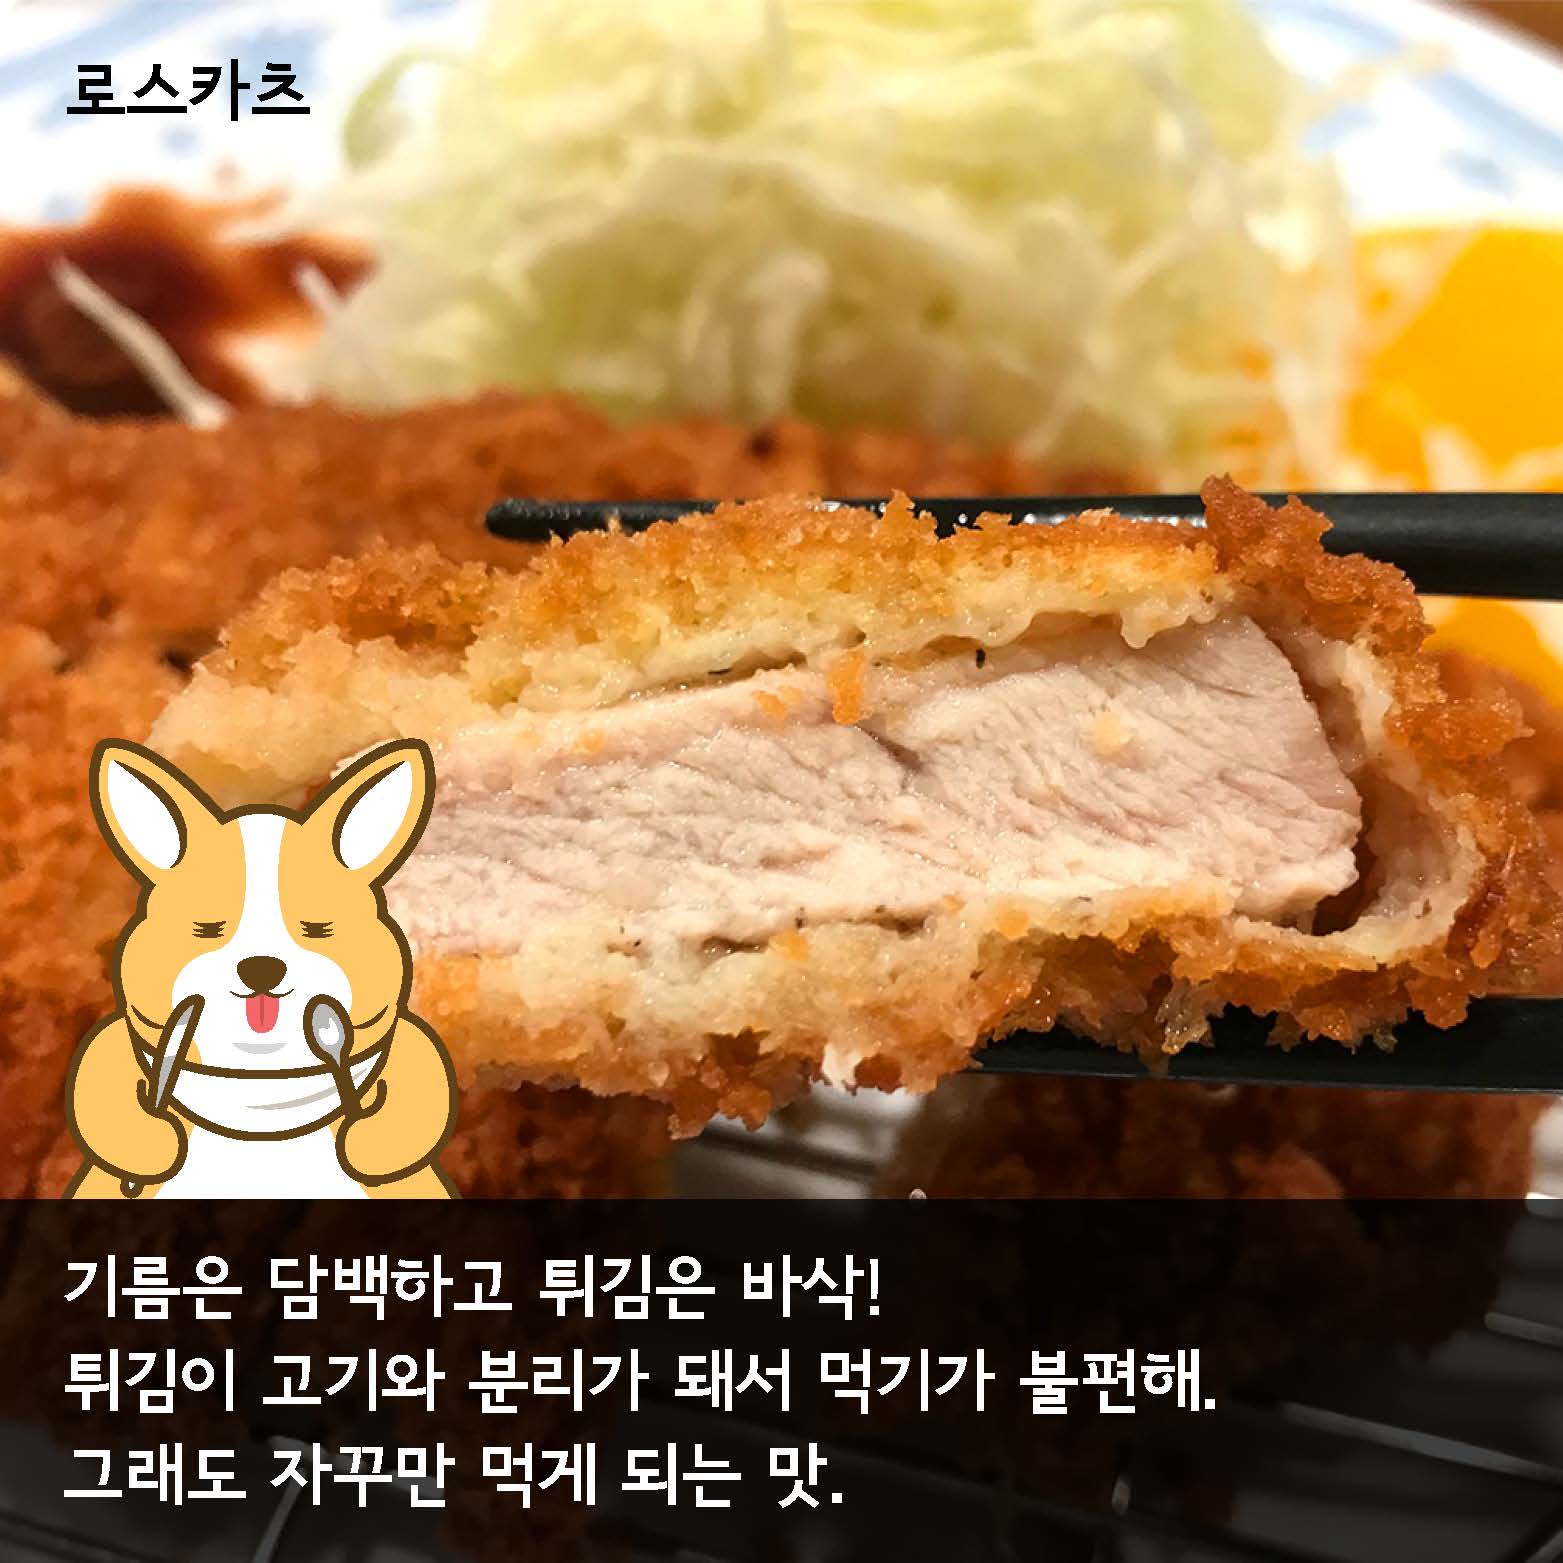 로스카츠
기름은 담백하고 튀김은 바삭!
튀김이 고기와 분리가 돼서 먹기가 불편해.
그래도 자꾸만 먹게 되는 맛.